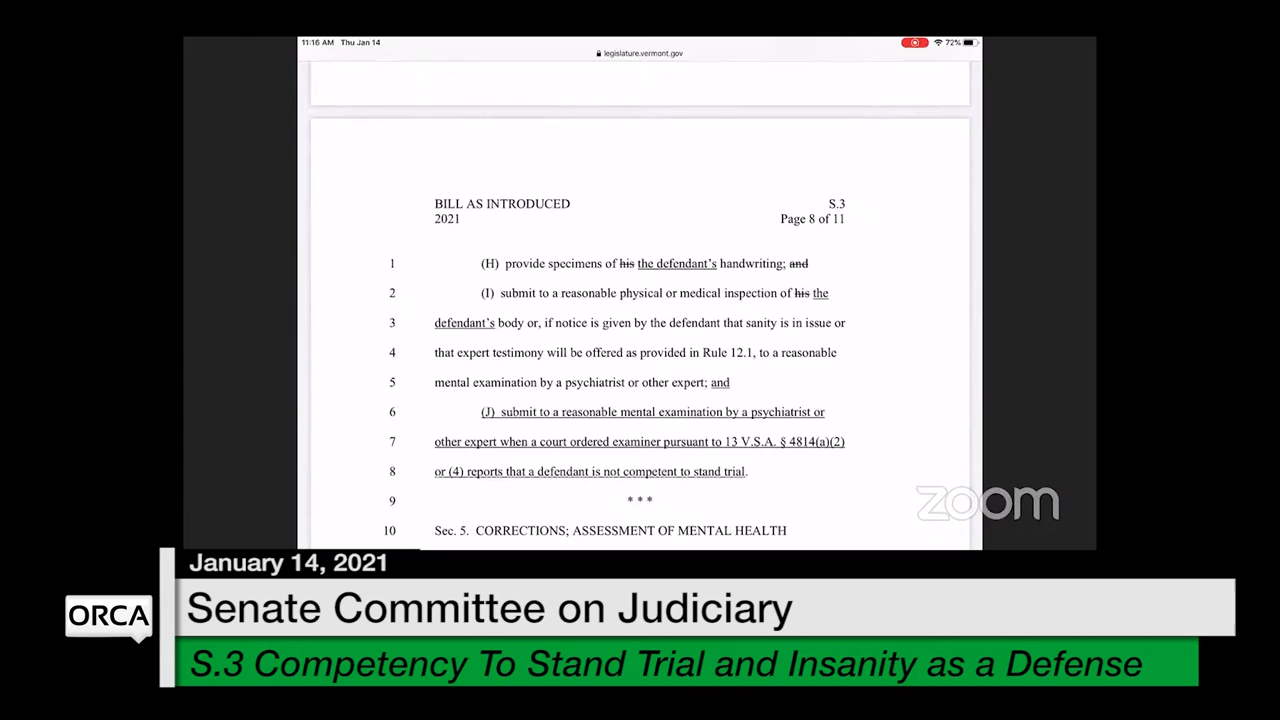 11:16 AM Thu Jan 14
72%
legislature.vermont.gov
BILL AS INTRODUCED S.3
2021 Page 8 of 11
1 (H) provide specimens of his the defendant's handwriting; and
2 (I) submit to a reasonable physical or medical inspection of his the
3 defendant's body or, if notice is given by the defendant that sanity is in issue or
4 that expert testimony will be offered as provided in Rule 12.1, to a reasonable
5 mental examination by a psychiatrist or other expert; and
6 (J) submit to a reasonable mental examination by a psychiatrist or
7 other expert when a court ordered examiner pursuant to 13 V.S.A. § 4814(a)(2)
8 or (4) reports that a defendant is not competent to stand trial.
9 * * *
10 Sec. 5. CORRECTIONS; ASSESSMENT OF MENTAL HEALTH
zoom
January 14, 2021
ORCA
Senate Committee on Judiciary
S.3 Competency To Stand Trial and Insanity as a Defense